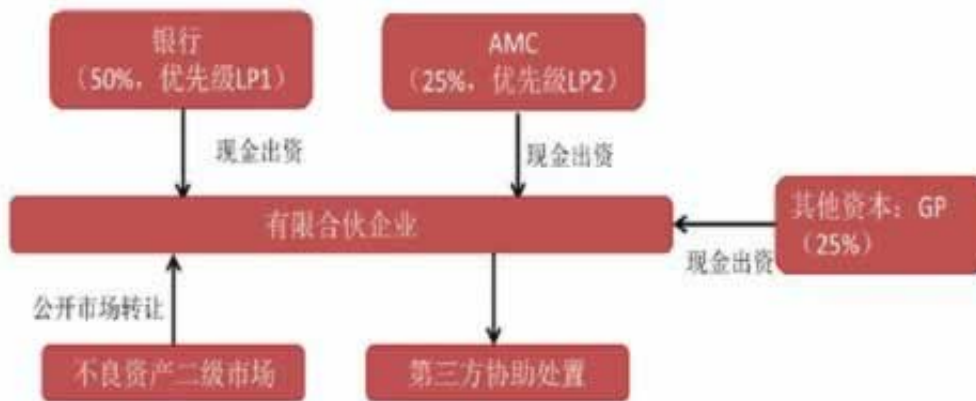 银行
（50%，优先级LP1）
AMC
（25%，优先级LP2）
现金出资
现金出资
有限合伙企业
其他资本：GP
（25%）
现金出资
公开市场转让
不良资产二级市场
第三方协助处置